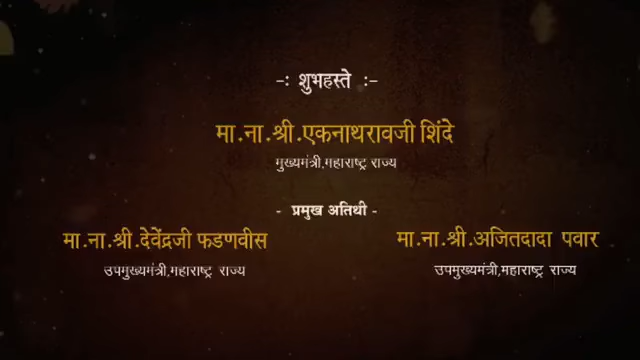 -: शुभहस्ते :-
मा.ना.श्री.एकनाथरावजी शिंदे
मुख्यमंत्री,महाराष्ट्र राज्य
- प्रमुख अतिथी -
मा.ना.श्री.देवेंद्रजी फडणवीस
मा.ना.श्री.अजितदादा पवार
उपमुख्यमंत्री,महाराष्ट्र राज्य
उपमुख्यमंत्री,महाराष्ट्र राज्य